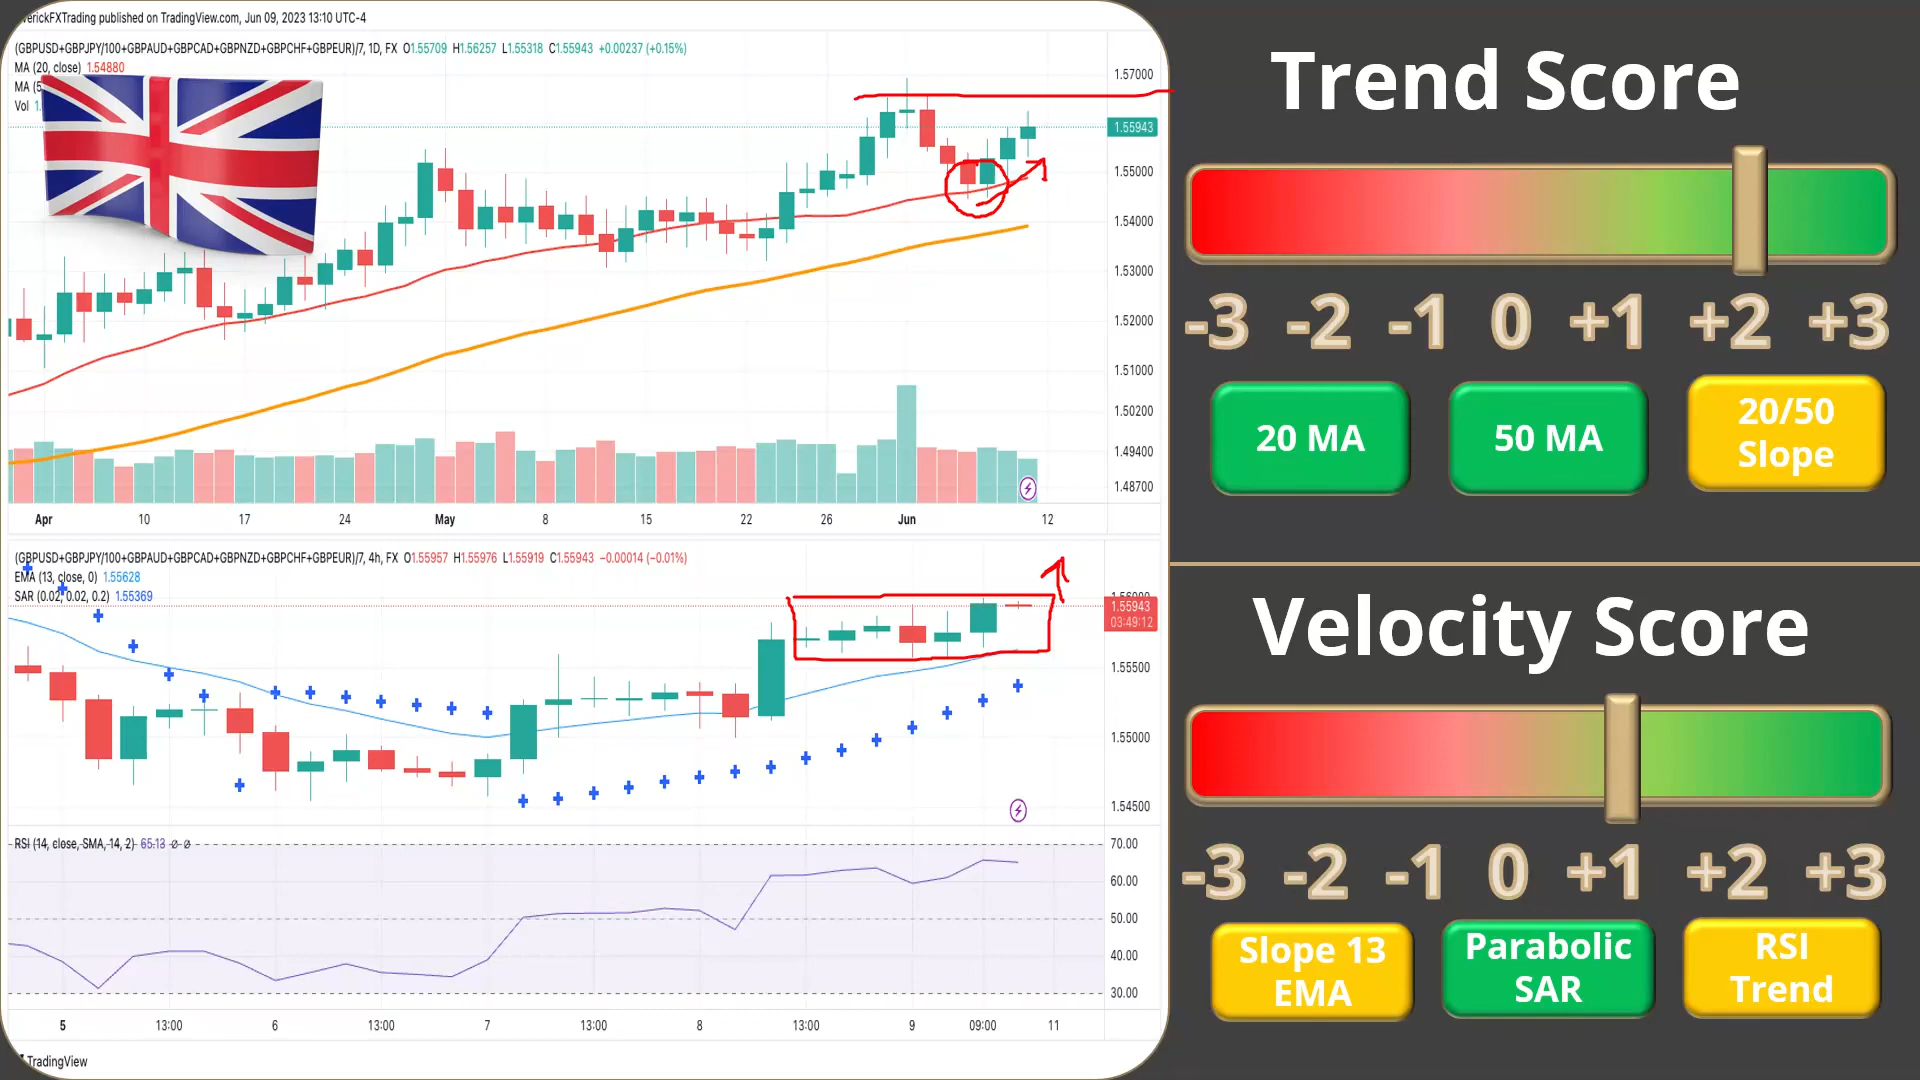 verickFXTrading published on TradingView.com, Jun 09, 2023 13:10 UTC-4
(GBPUSD+GBPJPY/100+GBPAUD+GBPCAD+GBPNZD+GBPCHF+GBPEUR)/7, 1D, FX O1.55709 H1.56257 L1.55318 C1.55943 +0.00237 (+0.15%)
MA (20, close) 1.54880
MA (5
Vol 1.
1.57000
1.55943
1.55000
1.54000
1.53000
1.52000
1.51000
1.50200
1.49400
1.48700
Apr 10 17 24 May 8 15 22 26 Jun 12
(GBPUSD+GBPJPY/100+GBPAUD+GBPCAD+GBPNZD+GBPCHF+GBPEUR)/7, 4h, FX O1.55957 H1.55976 L1.55919 C1.55943 −0.00014 (−0.01%)
EMA (13, close, 0) 1.55628
SAR (0.02, 0.02, 0.2) 1.55369
1.55943
03:49:12
1.55500
1.55000
1.54500
RSI (14, close, SMA, 14, 2) 65.13 ∅ ∅
70.00
60.00
50.00
40.00
30.00
5 13:00 6 13:00 7 13:00 8 13:00 9 09:00 11
TradingView
Trend Score
-3 -2 -1 0 +1 +2 +3
20 MA
50 MA
20/50
Slope
Velocity Score
-3 -2 -1 0 +1 +2 +3
Slope 13
EMA
Parabolic
SAR
RSI
Trend